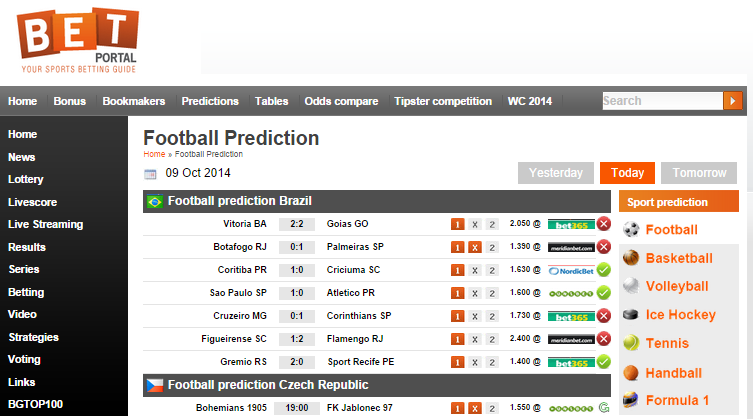 BET
PORTAL
YOUR SPORTS BETTING GUIDE
Home Bonus Bookmakers Predictions Tables Odds compare Tipster competition WC 2014 Search
Home
News
Lottery
Livescore
Live Streaming
Results
Series
Betting
Video
Strategies
Voting
Links
BGTOP100
Football Prediction
Home » Football Prediction
09 Oct 2014 Yesterday Today Tomorrow
Football prediction Brazil
Vitoria BA 2:2 Goias GO 1 X 2 2.050 @ bet365
Botafogo RJ 0:1 Palmeiras SP 1 X 2 1.390 @ meridianbet.com
Coritiba PR 1:0 Criciuma SC 1 X 2 1.630 @ NordicBet
Sao Paulo SP 1:0 Atletico PR 1 X 2 1.600 @ unibet
Cruzeiro MG 0:1 Corinthians SP 1 X 2 1.730 @ bet365
Figueirense SC 1:2 Flamengo RJ 1 X 2 2.400 @ meridianbet.com
Gremio RS 2:0 Sport Recife PE 1 X 2 1.400 @ bet365
Football prediction Czech Republic
Bohemians 1905 19:00 FK Jablonec 97 1 X 2 1.550 @
Sport prediction
Football
Basketball
Volleyball
Ice Hockey
Tennis
Handball
Formula 1